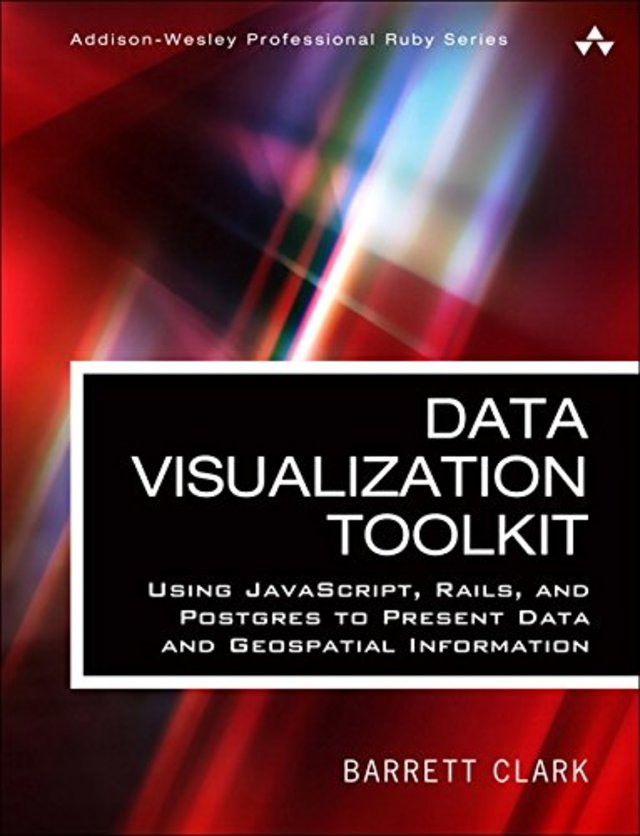 Addison-Wesley Professional Ruby Series
DATA
VISUALIZATION
TOOLKIT
USING JAVASCRIPT, RAILS, AND
POSTGRES TO PRESENT DATA
AND GEOSPATIAL INFORMATION
BARRETT CLARK